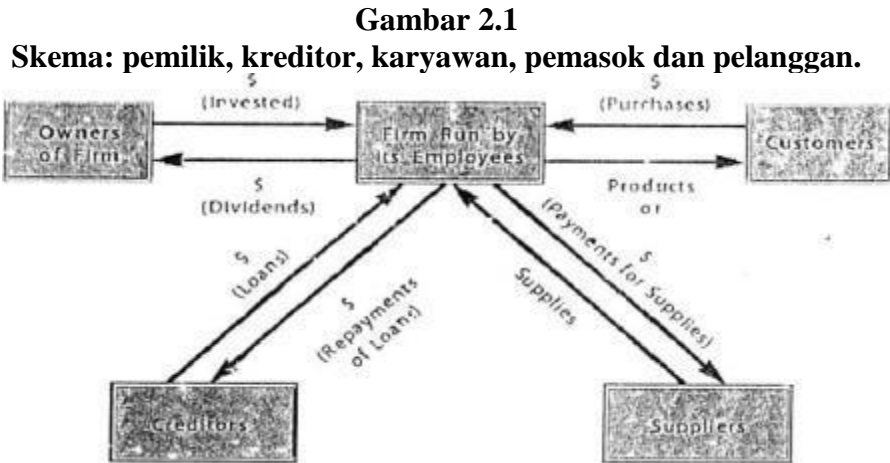 Gambar 2.1
Skema: pemilik, kreditor, karyawan, pemasok dan pelanggan.
$
(Invested)
$
(Purchases)
Owners
of Firm
Firm Run by
Its Employees
Customers
$
(Dividends)
Products
or
$
(Loans)
$
(Repayments
of Loans)
Supplies
$
(Payments for Supplies)
Creditors
Suppliers